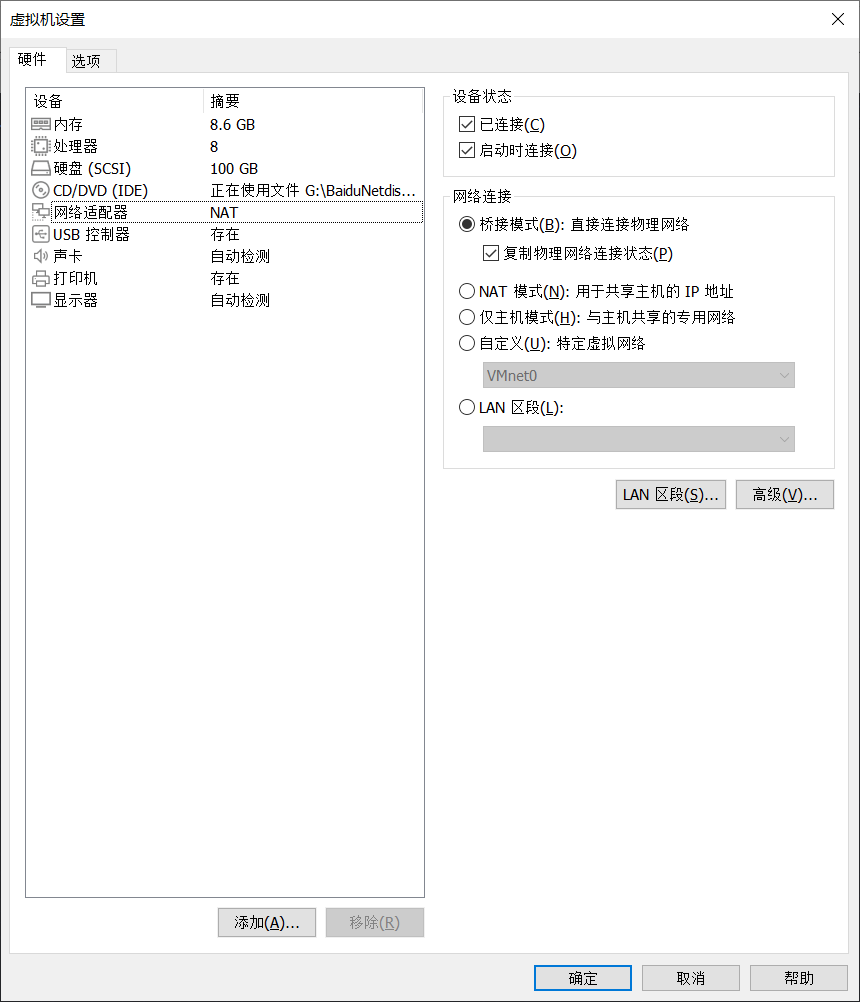 虚拟机设置
硬件 选项
设备 摘要
内存 8.6 GB
处理器 8
硬盘 (SCSI) 100 GB
CD/DVD (IDE) 正在使用文件 G:\BaiduNetdis...
网络适配器 NAT
USB 控制器 存在
声卡 自动检测
打印机 存在
显示器 自动检测
添加(A)... 移除(R)
设备状态
已连接(C)
启动时连接(O)
网络连接
桥接模式(B): 直接连接物理网络
复制物理网络连接状态(P)
NAT 模式(N): 用于共享主机的 IP 地址
仅主机模式(H): 与主机共享的专用网络
自定义(U): 特定虚拟网络
VMnet0
LAN 区段(L):
LAN 区段(S)... 高级(V)...
确定 取消 帮助